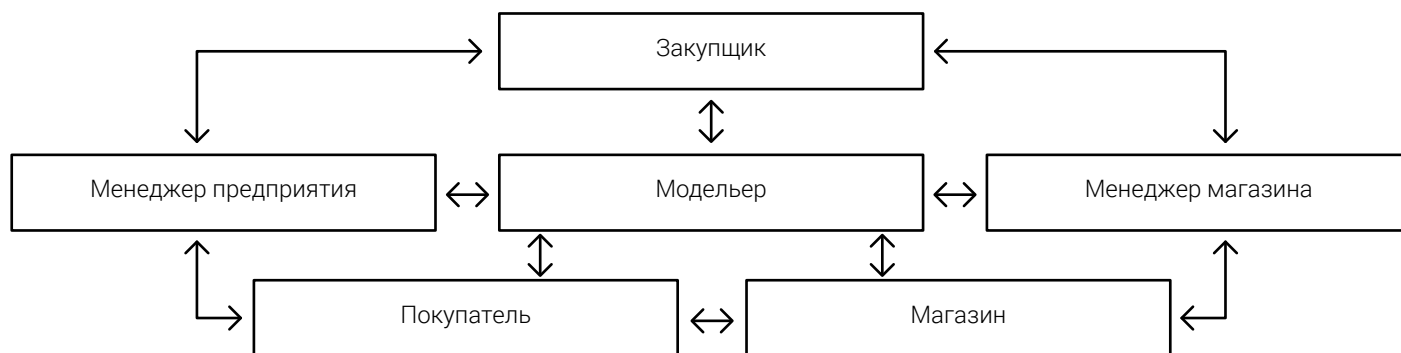 Закупщик
Менеджер предприятия
Модельер
Менеджер магазина
Покупатель
Магазин